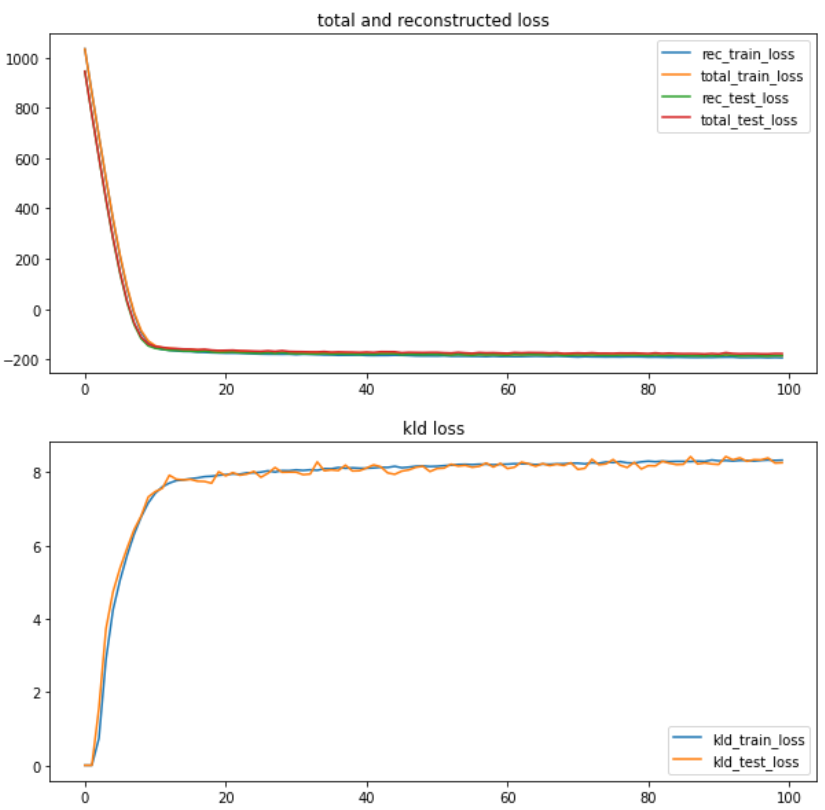 total and reconstructed loss
1000
800
600
400
200
0
−200
rec_train_loss
total_train_loss
rec_test_loss
total_test_loss
0 20 40 60 80 100
kld loss
8
6
4
2
0
kld_train_loss
kld_test_loss
0 20 40 60 80 100